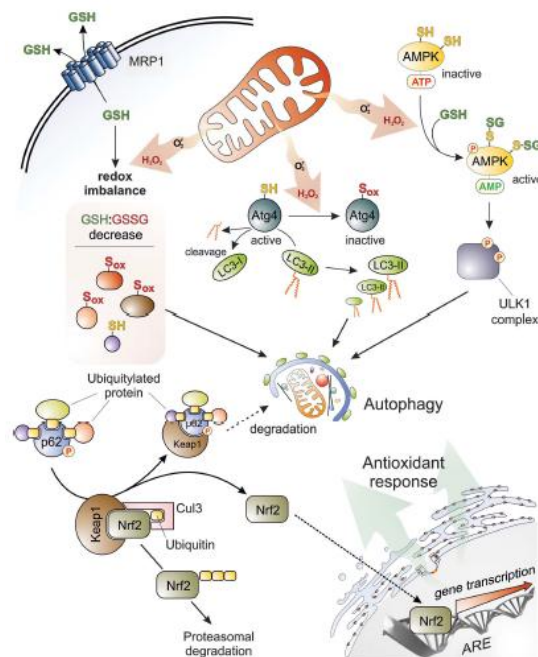 GSH
GSH
GSH
MRP1
GSH
O₂⁻
H₂O₂
redox
imbalance
GSH:GSSG
decrease
Sox
Sox
Sox
SH
O₂⁻
H₂O₂
O₂⁻
H₂O₂
SH
SH
AMPK
inactive
ATP
GSH
SG
S
S-SG
P
AMPK
active
AMP
P
P
ULK1
complex
SH
Atg4
active
Sox
Atg4
inactive
cleavage
LC3-I
LC3-II
LC3-II
LC3-II
Autophagy
degradation
Ubiquitylated
protein
p62
P
p62
P
Keap1
Keap1
Cul3
Nrf2
Ubiquitin
Nrf2
Nrf2
Proteasomal
degradation
Antioxidant
response
gene transcription
Nrf2
ARE